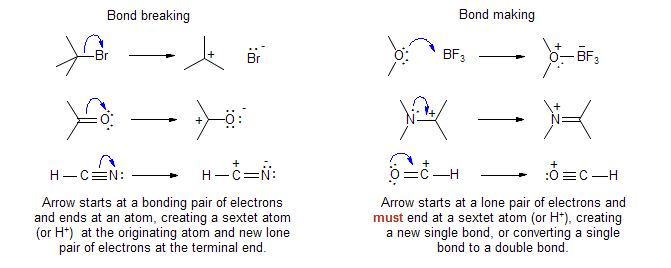 Bond breaking
Br + Br -
O: + O: -
H–C≡N: H–C=N: + -
Arrow starts at a bonding pair of electrons
and ends at an atom, creating a sextet atom
(or H⁺) at the originating atom and new lone
pair of electrons at the terminal end.
Bond making
O: BF₃ O–BF₃ + -
N: + N +
O=C–H + :O≡C–H +
Arrow starts at a lone pair of electrons and
must end at a sextet atom (or H⁺), creating
a new single bond, or converting a single
bond to a double bond.